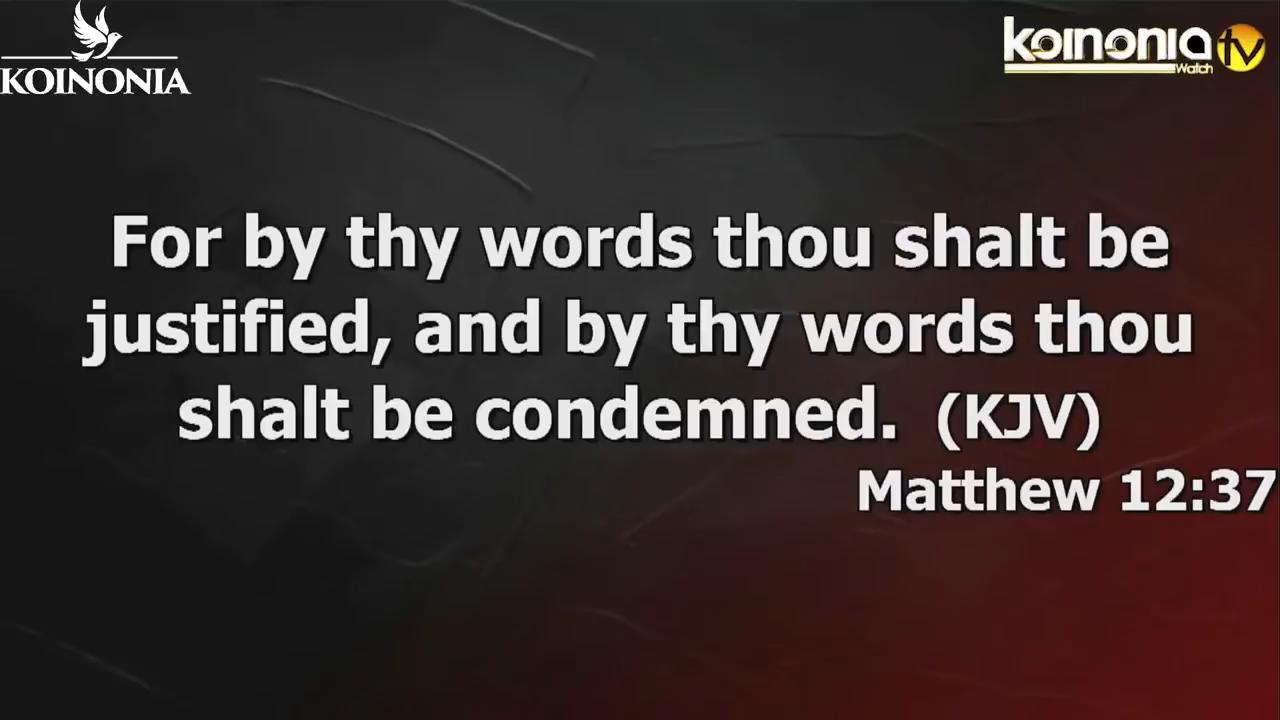 KOINONIA
koinonia tv
Watch
For by thy words thou shalt be
justified, and by thy words thou
shalt be condemned. (KJV)
Matthew 12:37